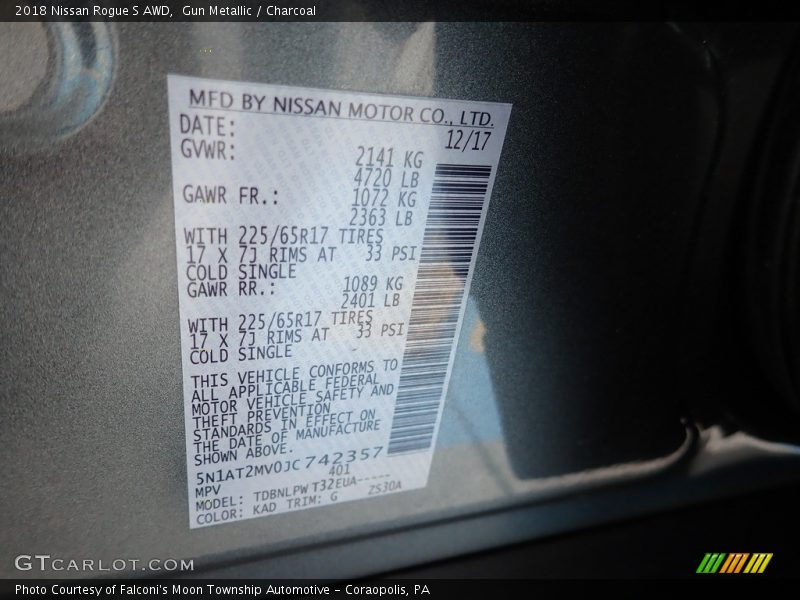 2018 Nissan Rogue S AWD,  Gun Metallic / Charcoal
MFD BY NISSAN MOTOR CO., LTD.
DATE: 12/17
GVWR: 2141 KG
4720 LB
GAWR FR.: 1072 KG
2363 LB
WITH 225/65R17 TIRES
17 X 7J RIMS AT 33 PSI
COLD SINGLE
GAWR RR.: 1089 KG
2401 LB
WITH 225/65R17 TIRES
17 X 7J RIMS AT 33 PSI
COLD SINGLE
THIS VEHICLE CONFORMS TO
ALL APPLICABLE FEDERAL
MOTOR VEHICLE SAFETY AND
THEFT PREVENTION
STANDARDS IN EFFECT ON
THE DATE OF MANUFACTURE
SHOWN ABOVE.
5N1AT2MV0JC742357
MPV 401
MODEL: TDBNLPWT32EUA-----
COLOR: KAD TRIM: G ZS30A
GTCARLOT.COM
Photo Courtesy of Falconi's Moon Township Automotive – Coraopolis, PA